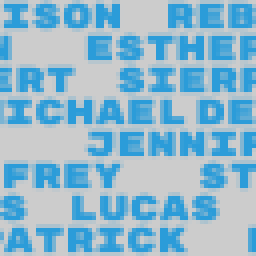 ISON REB
N ESTHER
ERT SIERR
MICHAEL DE
JENNIF
FREY ST
S LUCAS
PATRICK